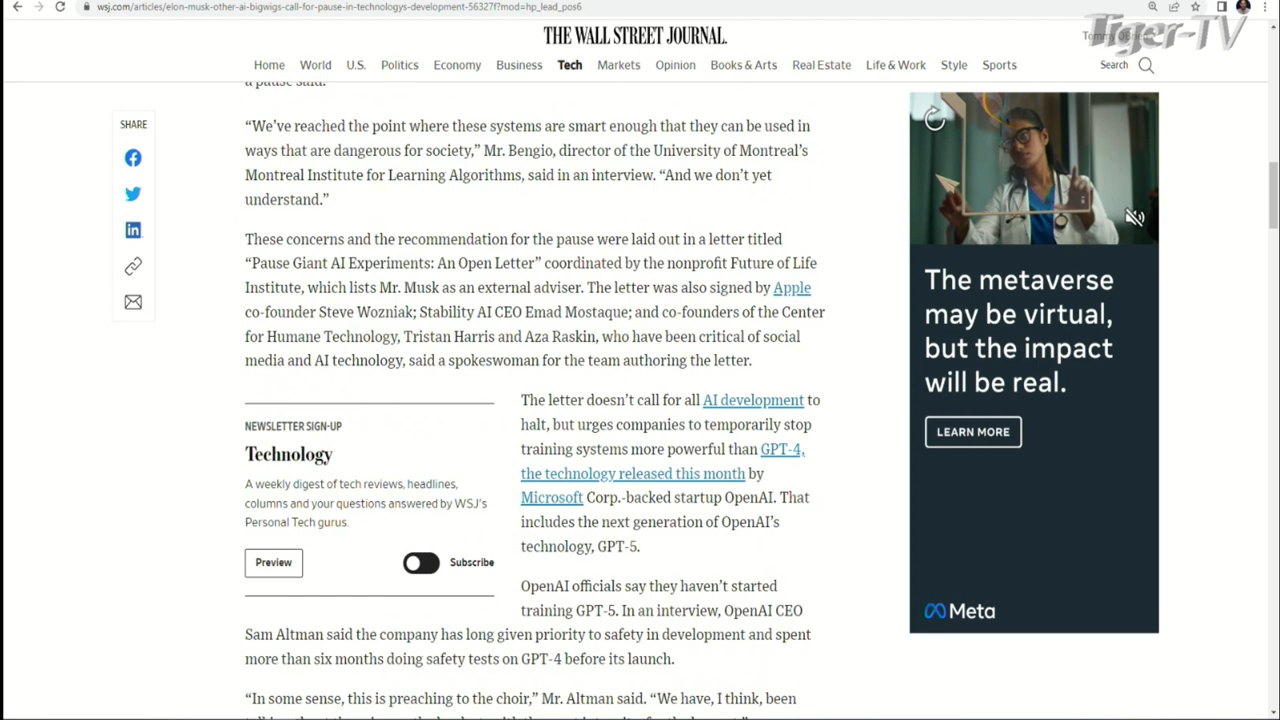 wsj.com/articles/elon-musk-other-ai-bigwigs-call-for-pause-in-technologys-development-56327f?mod=hp_lead_pos6
THE WALL STREET JOURNAL.
Tiger-TV
Home World U.S. Politics Economy Business Tech Markets Opinion Books & Arts Real Estate Life & Work Style Sports
Search
a pause said.
SHARE
“We’ve reached the point where these systems are smart enough that they can be used in
ways that are dangerous for society,” Mr. Bengio, director of the University of Montreal’s
Montreal Institute for Learning Algorithms, said in an interview. “And we don’t yet
understand.”
These concerns and the recommendation for the pause were laid out in a letter titled
“Pause Giant AI Experiments: An Open Letter” coordinated by the nonprofit Future of Life
Institute, which lists Mr. Musk as an external adviser. The letter was also signed by Apple
co-founder Steve Wozniak; Stability AI CEO Emad Mostaque; and co-founders of the Center
for Humane Technology, Tristan Harris and Aza Raskin, who have been critical of social
media and AI technology, said a spokeswoman for the team authoring the letter.
NEWSLETTER SIGN-UP
Technology
A weekly digest of tech reviews, headlines,
columns and your questions answered by WSJ's
Personal Tech gurus.
Preview
Subscribe
The letter doesn’t call for all AI development to
halt, but urges companies to temporarily stop
training systems more powerful than GPT-4,
the technology released this month by
Microsoft Corp.-backed startup OpenAI. That
includes the next generation of OpenAI’s
technology, GPT-5.
OpenAI officials say they haven’t started
training GPT-5. In an interview, OpenAI CEO
Sam Altman said the company has long given priority to safety in development and spent
more than six months doing safety tests on GPT-4 before its launch.
“In some sense, this is preaching to the choir,” Mr. Altman said. “We have, I think, been
The metaverse
may be virtual,
but the impact
will be real.
LEARN MORE
Meta